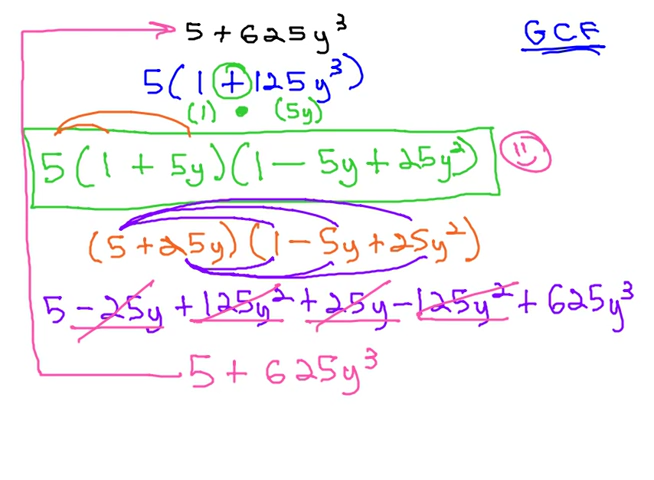 5 + 625y³
GCF
5(1 + 125y³)
(1) • (5y)
5(1 + 5y)(1 - 5y + 25y²)
(5 + 25y)(1 - 5y + 25y²)
5 - 25y + 125y² + 25y - 125y² + 625y³
5 + 625y³